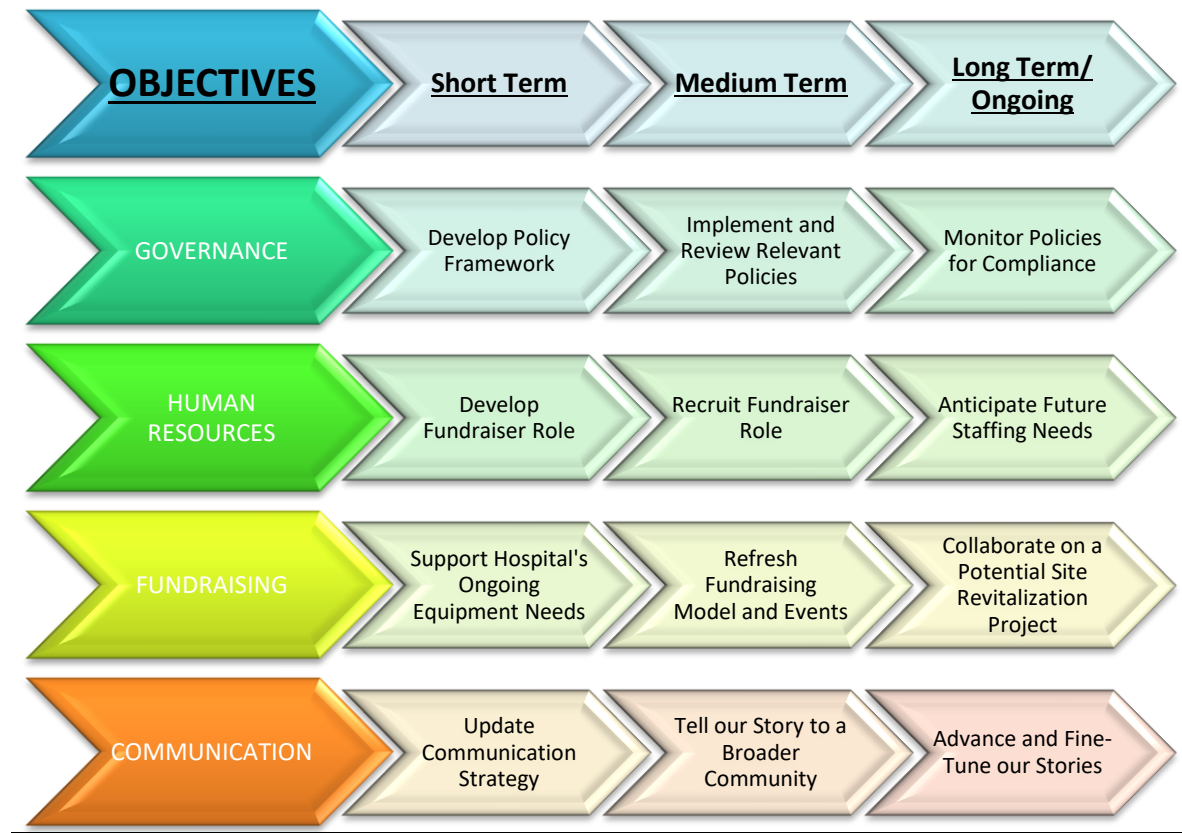 OBJECTIVES
Short Term
Medium Term
Long Term/
Ongoing
GOVERNANCE
Develop Policy
Framework
Implement and
Review Relevant
Policies
Monitor Policies
for Compliance
HUMAN
RESOURCES
Develop
Fundraiser Role
Recruit Fundraiser
Role
Anticipate Future
Staffing Needs
FUNDRAISING
Support Hospital's
Ongoing
Equipment Needs
Refresh
Fundraising
Model and Events
Collaborate on a
Potential Site
Revitalization
Project
COMMUNICATION
Update
Communication
Strategy
Tell our Story to a
Broader
Community
Advance and Fine-
Tune our Stories